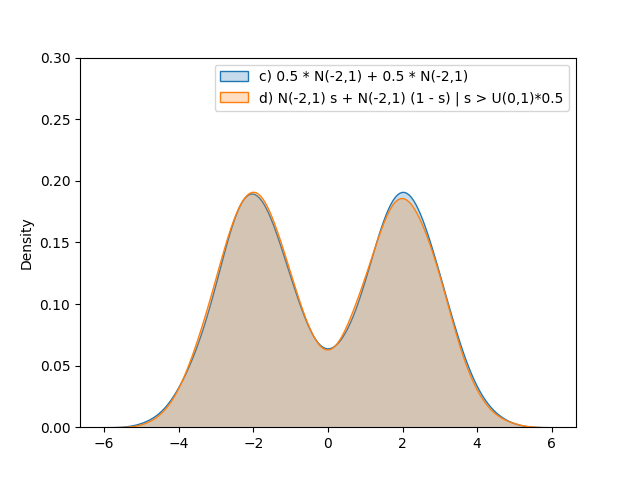 0.30
0.25
0.20
0.15
0.10
0.05
0.00
Density
c) 0.5 * N(-2,1) + 0.5 * N(-2,1)
d) N(-2,1) s + N(-2,1) (1 - s) | s > U(0,1)*0.5
−6 −4 −2 0 2 4 6